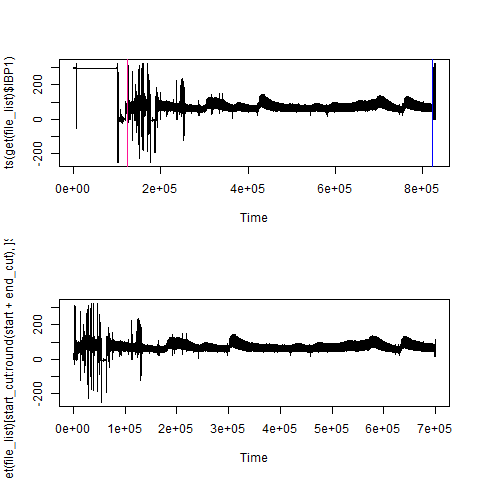 ts(get(file_list)$IBP1)
200
0
-200
0e+00 2e+05 4e+05 6e+05 8e+05
Time
et(file_list)[start_cut:round(start + end_cut), ]$
200
0
-200
0e+00 1e+05 2e+05 3e+05 4e+05 5e+05 6e+05 7e+05
Time